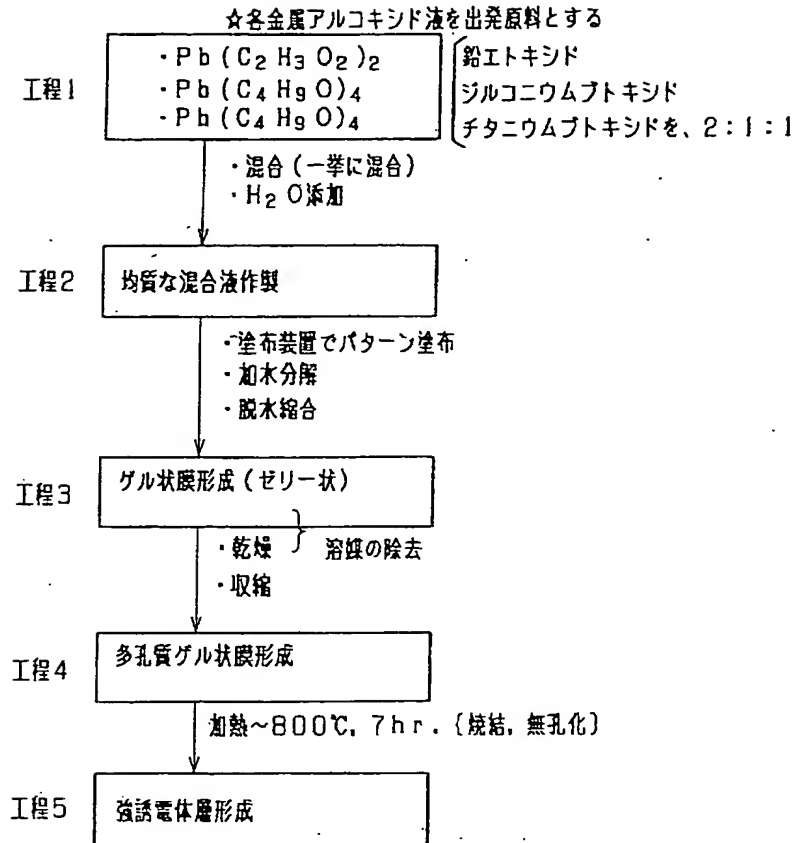 ☆各金属アルコキシド液を出発原料とする
工程1
・Pb(C2H3O2)2
・Pb(C4H9O)4
・Pb(C4H9O)4
鉛エトキシド
ジルコニウムブトキシド
チタニウムブトキシドを、2:1:1
・混合(一挙に混合)
・H2O添加
工程2
均質な混合液作製
・塗布装置でパターン塗布
・加水分解
・脱水縮合
工程3
ゲル状膜形成(ゼリー状)
・乾燥
・収縮
溶媒の除去
工程4
多孔質ゲル状膜形成
加熱~800℃, 7hr. {焼結, 無孔化}
工程5
強誘電体層形成